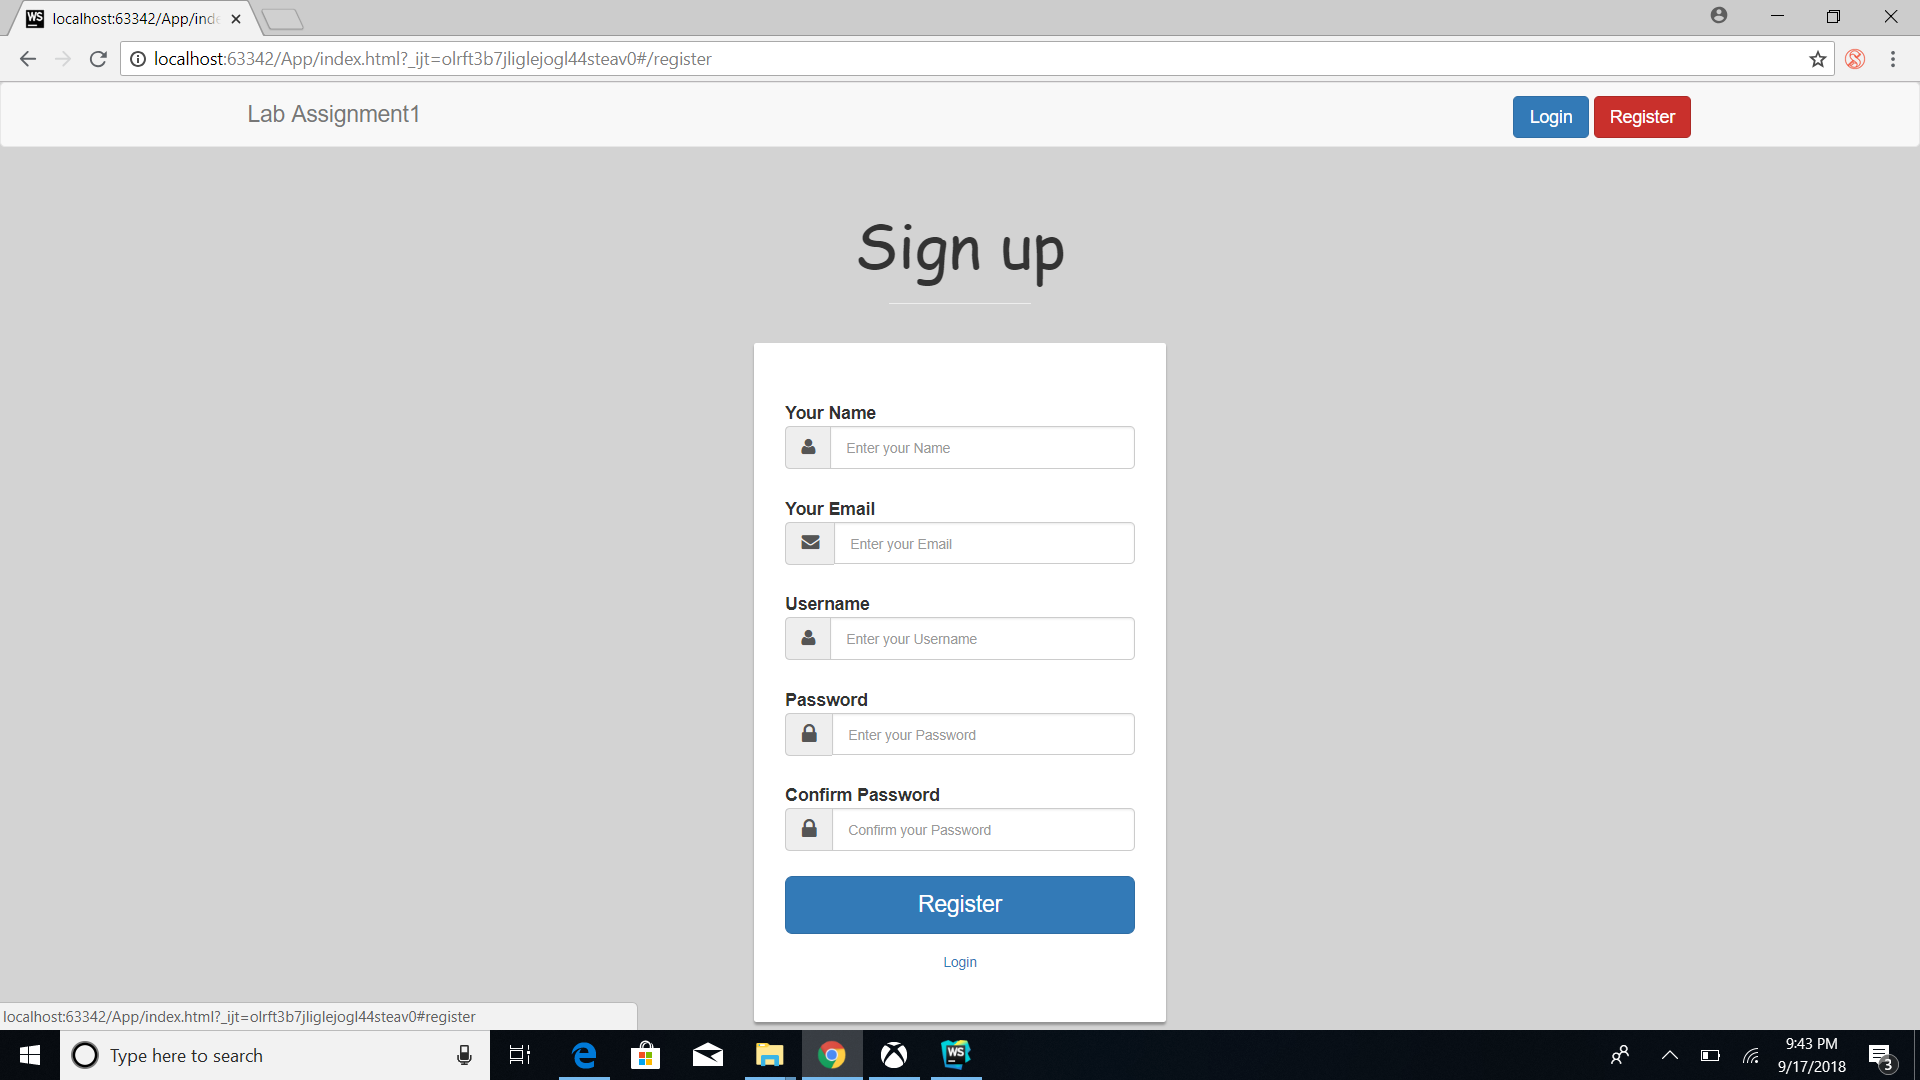 WS localhost:63342/App/inde
localhost:63342/App/index.html?_ijt=olrft3b7jliglejogl44steav0#/register
Lab Assignment1
Login Register
Sign up
Your Name
Enter your Name
Your Email
Enter your Email
Username
Enter your Username
Password
Enter your Password
Confirm Password
Confirm your Password
Register
Login
localhost:63342/App/index.html?_ijt=olrft3b7jliglejogl44steav0#register
Type here to search
WS
9:43 PM
9/17/2018
3